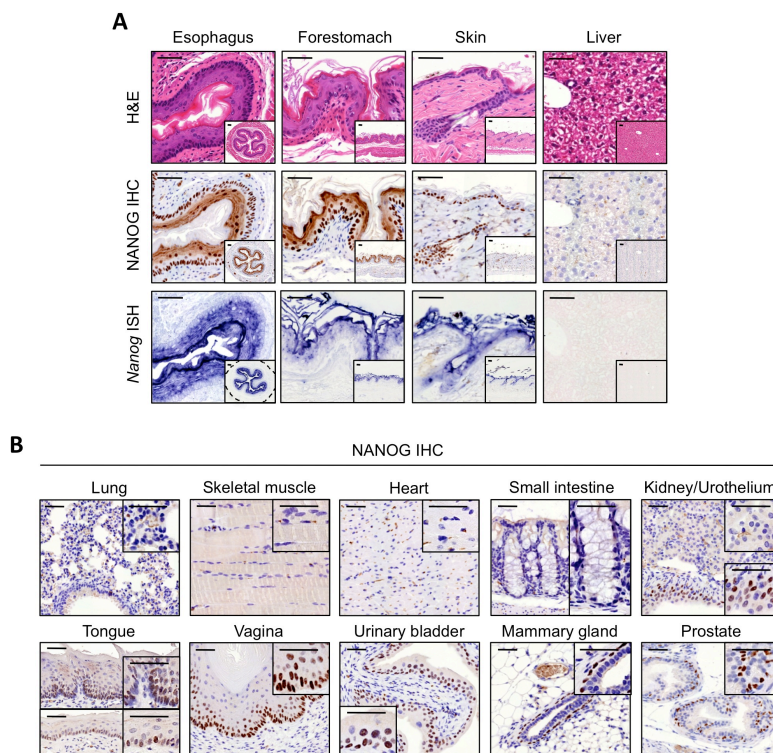 A
Esophagus Forestomach Skin Liver
H&E
NANOG IHC
Nanog ISH
B
NANOG IHC
Lung Skeletal muscle Heart Small intestine Kidney/Urothelium
Tongue Vagina Urinary bladder Mammary gland Prostate